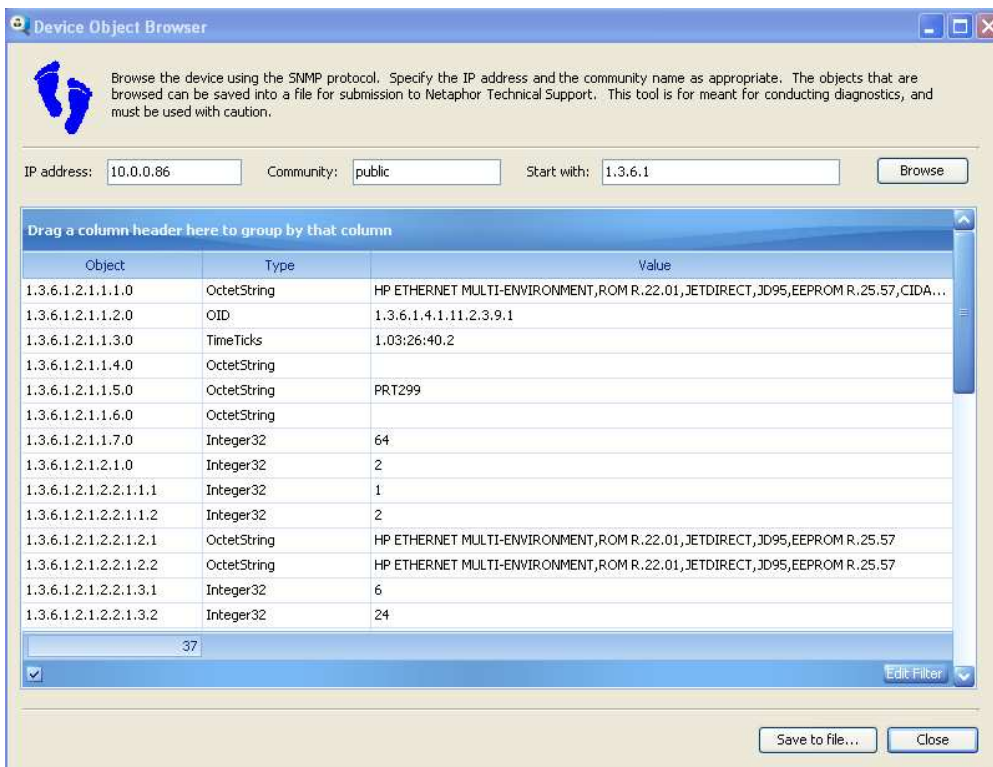 Device Object Browser
Browse the device using the SNMP protocol. Specify the IP address and the community name as appropriate. The objects that are
browsed can be saved into a file for submission to Netaphor Technical Support. This tool is for meant for conducting diagnostics, and
must be used with caution.
IP address: 10.0.0.86 Community: public Start with: 1.3.6.1 Browse
Drag a column header here to group by that column
Object Type Value
1.3.6.1.2.1.1.1.0 OctetString HP ETHERNET MULTI-ENVIRONMENT,ROM R.22.01,JETDIRECT,JD95,EEPROM R.25.57,CIDA...
1.3.6.1.2.1.1.2.0 OID 1.3.6.1.4.1.11.2.3.9.1
1.3.6.1.2.1.1.3.0 TimeTicks 1.03:26:40.2
1.3.6.1.2.1.1.4.0 OctetString
1.3.6.1.2.1.1.5.0 OctetString PRT299
1.3.6.1.2.1.1.6.0 OctetString
1.3.6.1.2.1.1.7.0 Integer32 64
1.3.6.1.2.1.2.1.0 Integer32 2
1.3.6.1.2.1.2.2.1.1.1 Integer32 1
1.3.6.1.2.1.2.2.1.1.2 Integer32 2
1.3.6.1.2.1.2.2.1.2.1 OctetString HP ETHERNET MULTI-ENVIRONMENT,ROM R.22.01,JETDIRECT,JD95,EEPROM R.25.57
1.3.6.1.2.1.2.2.1.2.2 OctetString HP ETHERNET MULTI-ENVIRONMENT,ROM R.22.01,JETDIRECT,JD95,EEPROM R.25.57
1.3.6.1.2.1.2.2.1.3.1 Integer32 6
1.3.6.1.2.1.2.2.1.3.2 Integer32 24
37
Edit Filter
Save to file... Close